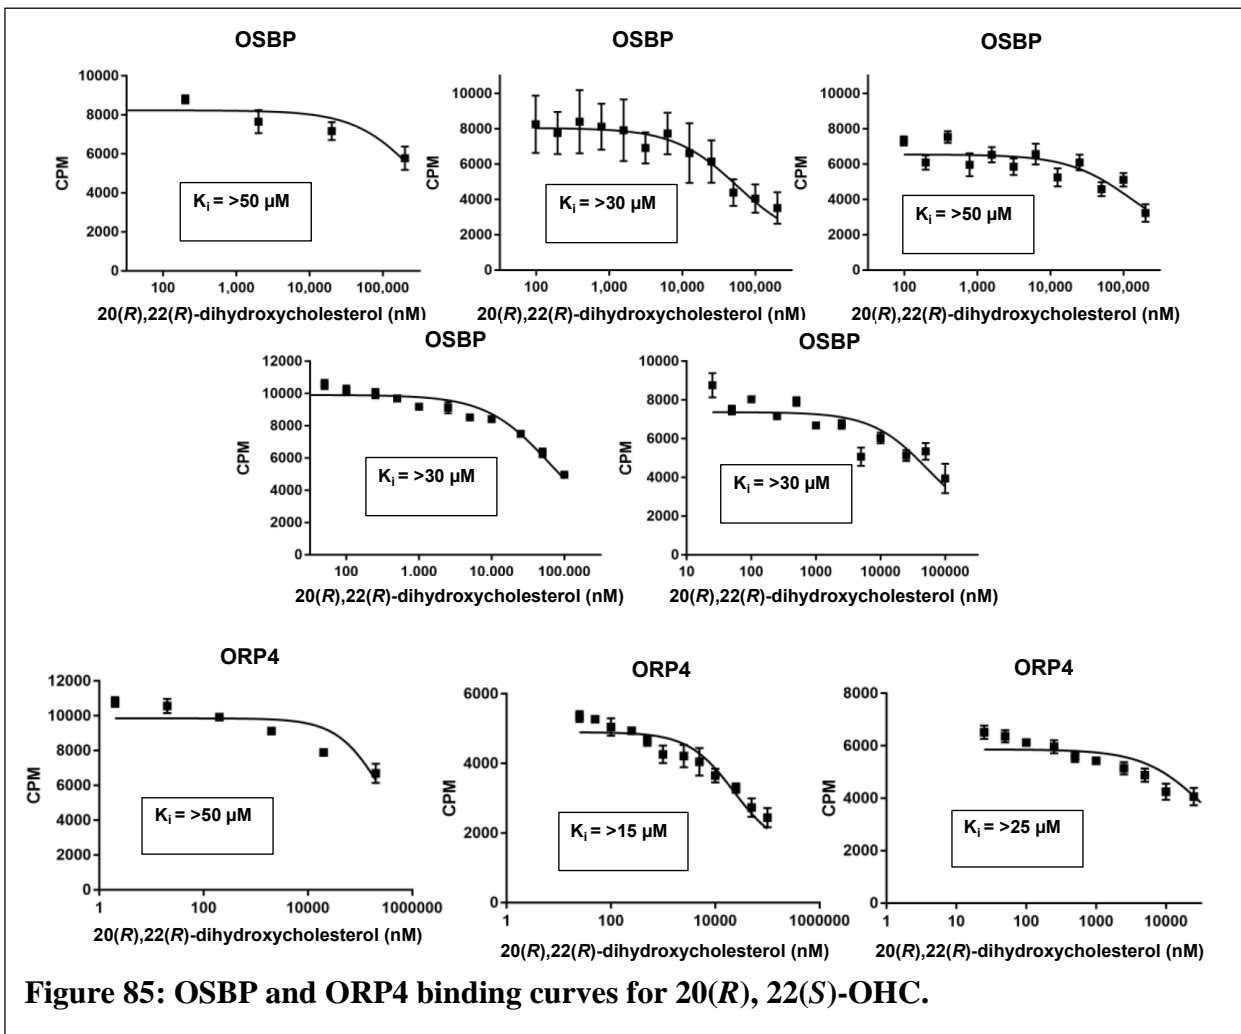 OSBP
10000
8000
6000
4000
2000
0
CPM
Kᵢ = >50 µM
100 1,000 10,000 100,000
20(R),22(R)-dihydroxycholesterol (nM)
OSBP
10000
8000
6000
4000
2000
0
CPM
Kᵢ = >30 µM
100 1,000 10,000 100,000
20(R),22(R)-dihydroxycholesterol (nM)
OSBP
10000
8000
6000
4000
2000
0
CPM
Kᵢ = >50 µM
100 1,000 10,000 100,000
20(R),22(R)-dihydroxycholesterol (nM)
OSBP
12000
10000
8000
6000
4000
2000
0
CPM
Kᵢ = >30 µM
100 1.000 10.000 100.000
20(R),22(R)-dihydroxycholesterol (nM)
OSBP
10000
8000
6000
4000
2000
0
CPM
Kᵢ = >30 µM
10 100 1000 10000 100000
20(R),22(R)-dihydroxycholesterol (nM)
ORP4
12000
10000
8000
6000
4000
2000
0
CPM
Kᵢ = >50 µM
1 100 10000 1000000
20(R),22(R)-dihydroxycholesterol (nM)
ORP4
6000
4000
2000
0
CPM
Kᵢ = >15 µM
1 100 10000 1000000
20(R),22(R)-dihydroxycholesterol (nM)
ORP4
8000
6000
4000
2000
0
CPM
Kᵢ = >25 µM
1 10 100 1000 10000
20(R),22(R)-dihydroxycholesterol (nM)
Figure 85: OSBP and ORP4 binding curves for 20(R), 22(S)-OHC.